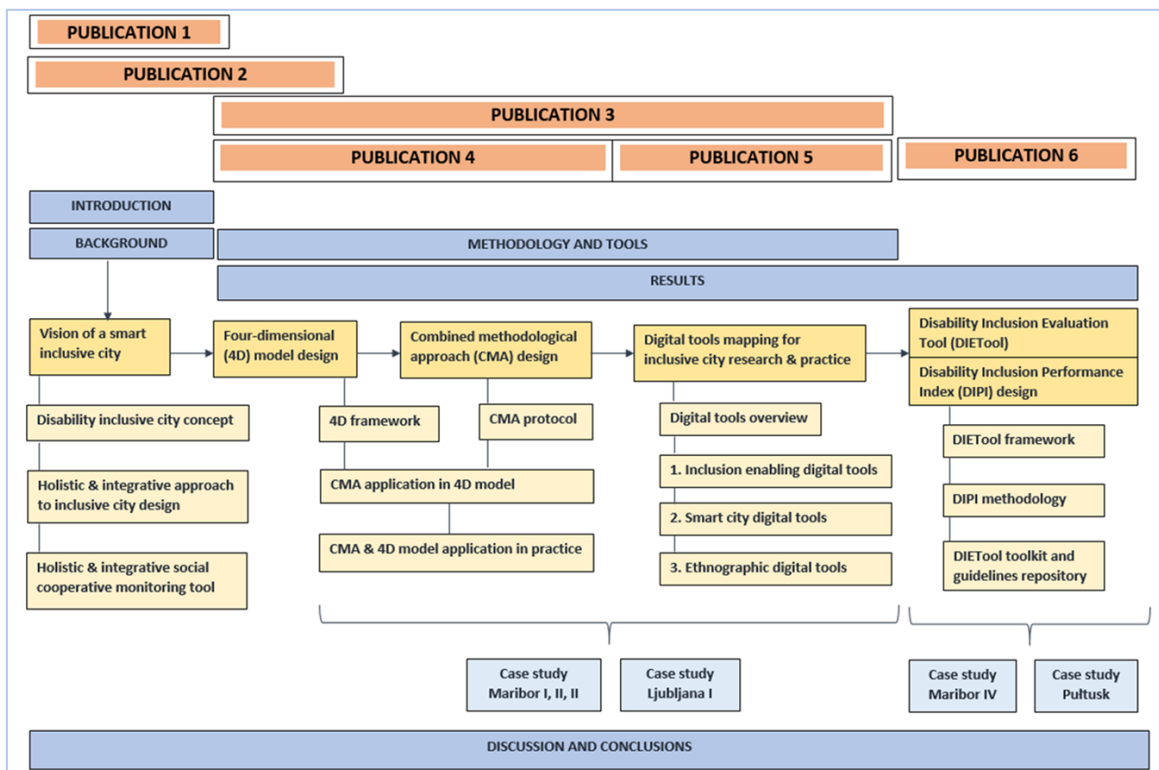 PUBLICATION 1
PUBLICATION 2
PUBLICATION 3
PUBLICATION 4
PUBLICATION 5
PUBLICATION 6
INTRODUCTION
BACKGROUND
METHODOLOGY AND TOOLS
RESULTS
Vision of a smart
inclusive city
Four-dimensional
(4D) model design
Combined methodological
approach (CMA) design
Digital tools mapping for
inclusive city research & practice
Disability Inclusion Evaluation
Tool (DIETool)
Disability Inclusion Performance
Index (DIPI) design
Disability inclusive city concept
Holistic & integrative approach
to inclusive city design
Holistic & integrative social
cooperative monitoring tool
4D framework
CMA protocol
CMA application in 4D model
CMA & 4D model application in practice
Digital tools overview
1. Inclusion enabling digital tools
2. Smart city digital tools
3. Ethnographic digital tools
DIETool framework
DIPI methodology
DIETool toolkit and
guidelines repository
Case study
Maribor I, II, II
Case study
Ljubljana I
Case study
Maribor IV
Case study
Pułtusk
DISCUSSION AND CONCLUSIONS